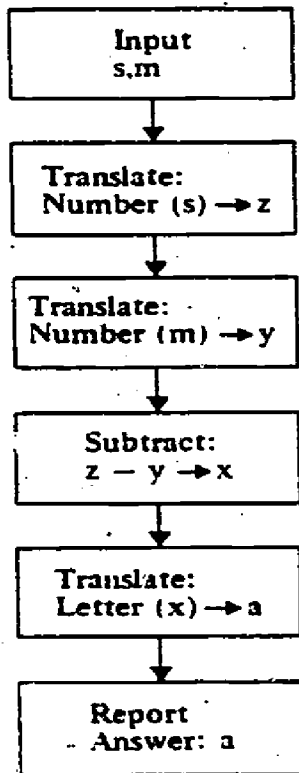 Input
s,m
Translate:
Number (s) → z
Translate:
Number (m) → y
Subtract:
z − y → x
Translate:
Letter (x) → a
Report
Answer: a